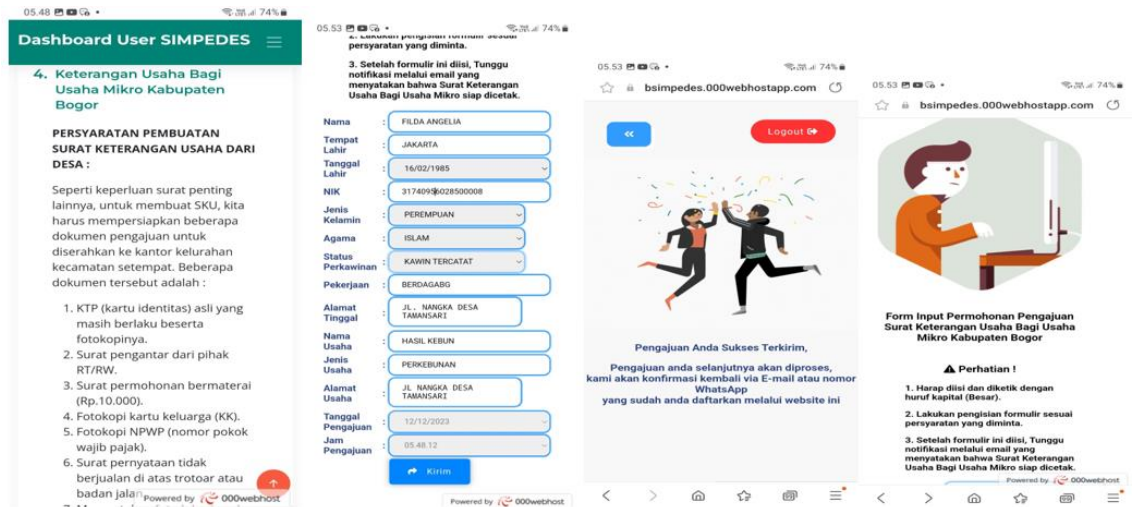 05.48
74%
Dashboard User SIMPEDES
4. Keterangan Usaha Bagi
Usaha Mikro Kabupaten
Bogor
PERSYARATAN PEMBUATAN
SURAT KETERANGAN USAHA DARI
DESA :
Seperti keperluan surat penting
lainnya, untuk membuat SKU, kita
harus mempersiapkan beberapa
dokumen pengajuan untuk
diserahkan ke kantor kelurahan
kecamatan setempat. Beberapa
dokumen tersebut adalah :
1. KTP (kartu identitas) asli yang
masih berlaku beserta
fotokopinya.
2. Surat pengantar dari pihak
RT/RW.
3. Surat permohonan bermaterai
(Rp.10.000).
4. Fotokopi kartu keluarga (KK).
5. Fotokopi NPWP (nomor pokok
wajib pajak).
6. Surat pernyataan tidak
berjualan di atas trotoar atau
badan jalan
Powered by 000webhost
05.53
74%
2. Lakukan pengisian formulir sesuai
persyaratan yang diminta.
3. Setelah formulir ini diisi, Tunggu
notifikasi melalui email yang
menyatakan bahwa Surat Keterangan
Usaha Bagi Usaha Mikro siap dicetak.
Nama : FILDA ANGELIA
Tempat Lahir : JAKARTA
Tanggal Lahir : 16/02/1985
NIK :
Jenis Kelamin : PEREMPUAN
Agama : ISLAM
Status Perkawinan : KAWIN TERCATAT
Pekerjaan : BERDAGABG
Alamat Tinggal : JL. NANGKA DESA
TAMANSARI
Nama Usaha : HASIL KEBUN
Jenis Usaha : PERKEBUNAN
Alamat Usaha : JL NANGKA DESA
TAMANSARI
Tanggal Pengajuan : 12/12/2023
Jam Pengajuan : 05.48.12
Kirim
Powered by 000webhost
05.53
74%
bsimpedes.000webhostapp.com
Logout
Pengajuan Anda Sukses Terkirim,
Pengajuan anda selanjutnya akan diproses,
kami akan konfirmasi kembali via E-mail atau nomor
WhatsApp
yang sudah anda daftarkan melalui website ini
05.53
74%
bsimpedes.000webhostapp.com
Form Input Permohonan Pengajuan
Surat Keterangan Usaha Bagi Usaha
Mikro Kabupaten Bogor
Perhatian !
1. Harap diisi dan diketik dengan
huruf kapital (Besar).
2. Lakukan pengisian formulir sesuai
persyaratan yang diminta.
3. Setelah formulir ini diisi, Tunggu
notifikasi melalui email yang
menyatakan bahwa Surat Keterangan
Usaha Bagi Usaha Mikro siap dicetak.
Powered by 000webhost